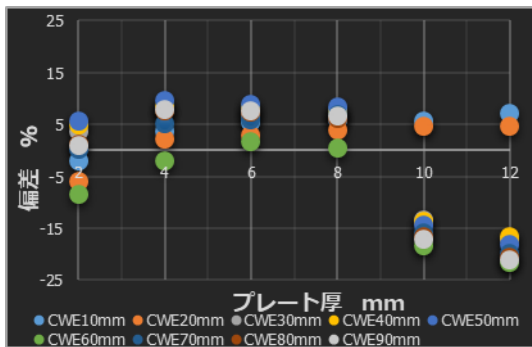 25
15
5
-5
-15
-25
偏差 %
2 4 6 8 10 12
プレート厚 mm
CWE10mm CWE20mm CWE30mm CWE40mm CWE50mm
CWE60mm CWE70mm CWE80mm CWE90mm